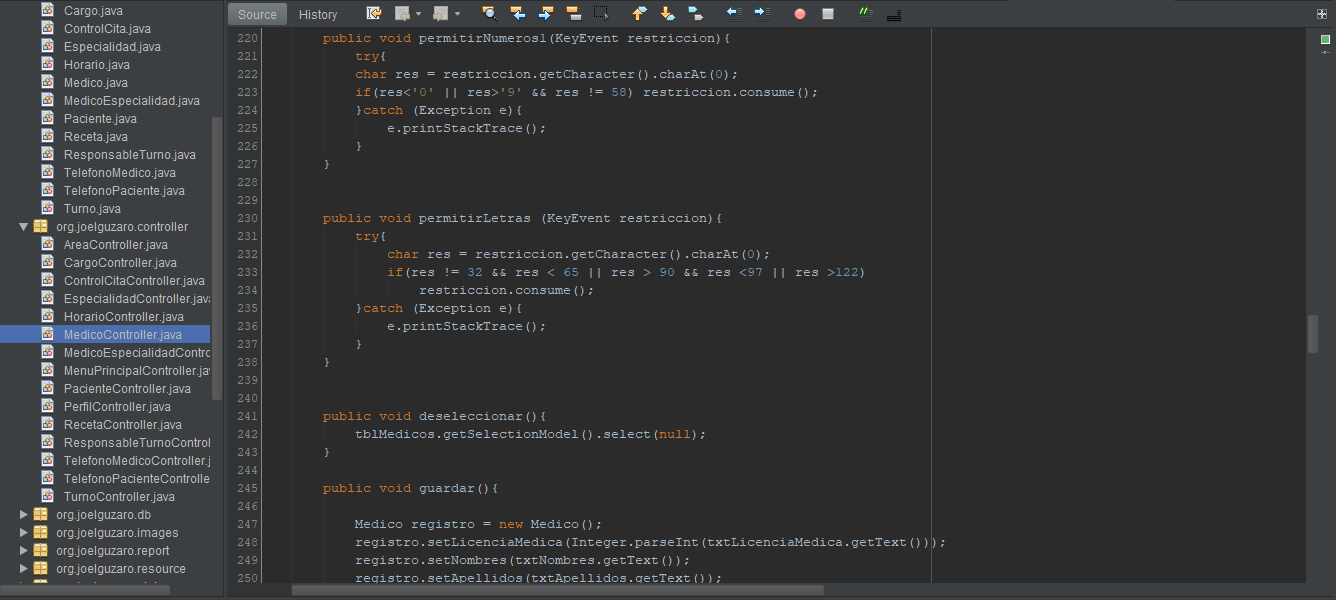 Cargo.java
ControlCita.java
Especialidad.java
Horario.java
Medico.java
MedicoEspecialidad.java
Paciente.java
Receta.java
ResponsableTurno.java
TelefonoMedico.java
TelefonoPaciente.java
Turno.java
org.joelguzaro.controller
AreaController.java
CargoController.java
ControlCitaController.java
EspecialidadController.java
HorarioController.java
MedicoController.java
MedicoEspecialidadContro
MenuPrincipalController.jav
PacienteController.java
PerfilController.java
RecetaController.java
ResponsableTurnoControl
TelefonoMedicoController.j
TelefonoPacienteControlle
TurnoController.java
org.joelguzaro.db
org.joelguzaro.images
org.joelguzaro.report
org.joelguzaro.resource
Source History
220 public void permitirNumeros1(KeyEvent restriccion){
221 try{
222 char res = restriccion.getCharacter().charAt(0);
223 if(res<'0' || res>'9' && res != 58) restriccion.consume();
224 }catch (Exception e){
225 e.printStackTrace();
226 }
227 }
228
229
230 public void permitirLetras (KeyEvent restriccion){
231 try{
232 char res = restriccion.getCharacter().charAt(0);
233 if(res != 32 && res < 65 || res > 90 && res <97 || res >122)
234 restriccion.consume();
235 }catch (Exception e){
236 e.printStackTrace();
237 }
238 }
239
240
241 public void deseleccionar(){
242 tblMedicos.getSelectionModel().select(null);
243 }
244
245 public void guardar(){
246
247 Medico registro = new Medico();
248 registro.setLicenciaMedica(Integer.parseInt(txtLicenciaMedica.getText()));
249 registro.setNombres(txtNombres.getText());
250 registro.setApellidos(txtApellidos.getText());